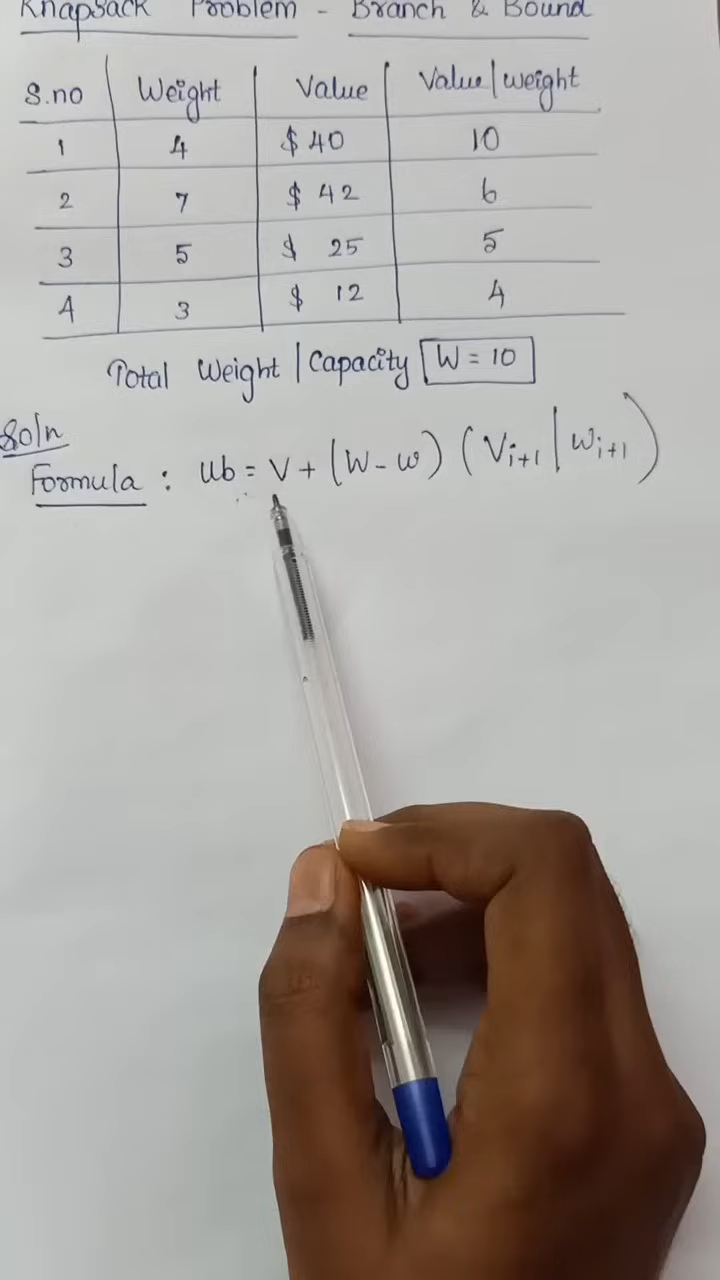 Knapsack Problem - Branch & Bound
S.no Weight Value Value|weight
1 4 $ 40 10
2 7 $ 42 6
3 5 $ 25 5
4 3 $ 12 4
Total Weight | Capacity W = 10
Soln
Formula : ub = V + (W - w) (Vi+1 | wi+1)